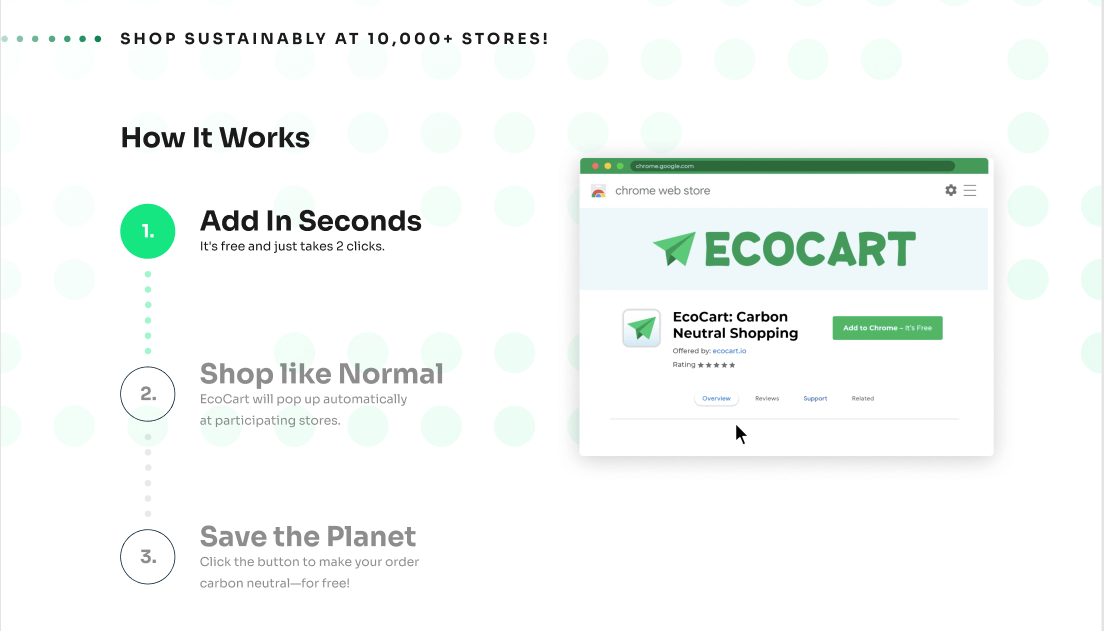 SHOP SUSTAINABLY AT 10,000+ STORES!
How It Works
1.
Add In Seconds
It's free and just takes 2 clicks.
2.
Shop like Normal
EcoCart will pop up automatically
at participating stores.
3.
Save the Planet
Click the button to make your order
carbon neutral—for free!
chrome.google.com
chrome web store
ECOCART
EcoCart: Carbon
Neutral Shopping
Add to Chrome – It's Free
Offered by: ecocart.io
Rating ★★★★★
Overview Reviews Support Related